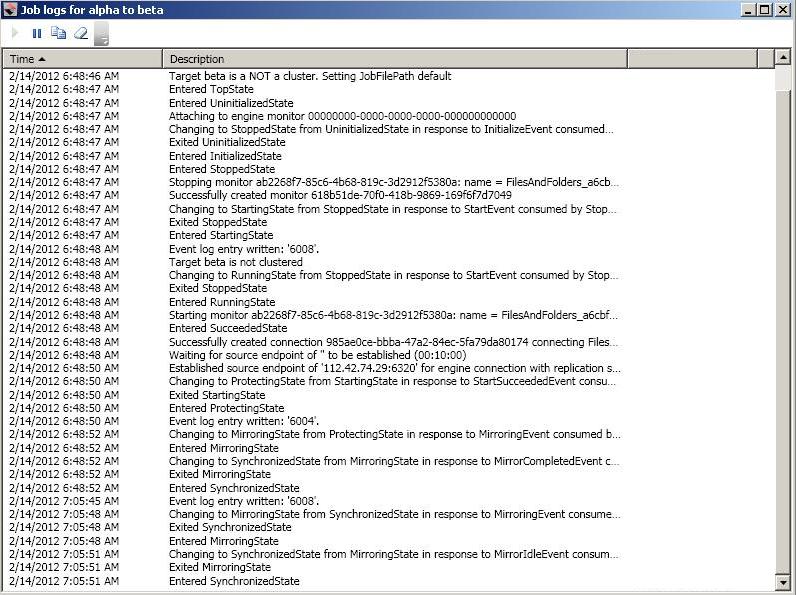 Job logs for alpha to beta
Time Description
2/14/2012 6:48:46 AM Target beta is a NOT a cluster. Setting JobFilePath default
2/14/2012 6:48:47 AM Entered TopState
2/14/2012 6:48:47 AM Entered UninitializedState
2/14/2012 6:48:47 AM Attaching to engine monitor 00000000-0000-0000-0000-000000000000
2/14/2012 6:48:47 AM Changing to StoppedState from UninitializedState in response to InitializeEvent consumed...
2/14/2012 6:48:47 AM Exited UninitializedState
2/14/2012 6:48:47 AM Entered InitializedState
2/14/2012 6:48:47 AM Entered StoppedState
2/14/2012 6:48:47 AM Stopping monitor ab2268f7-85c6-4b68-819c-3d2912f5380a: name = FilesAndFolders_a6cb...
2/14/2012 6:48:47 AM Successfully created monitor 618b51de-70f0-418b-9869-169f6f7d7049
2/14/2012 6:48:47 AM Changing to StartingState from StoppedState in response to StartEvent consumed by Stop...
2/14/2012 6:48:47 AM Exited StoppedState
2/14/2012 6:48:47 AM Entered StartingState
2/14/2012 6:48:48 AM Event log entry written: '6008'.
2/14/2012 6:48:48 AM Target beta is not clustered
2/14/2012 6:48:48 AM Changing to RunningState from StoppedState in response to StartEvent consumed by Stop...
2/14/2012 6:48:48 AM Exited StoppedState
2/14/2012 6:48:48 AM Entered RunningState
2/14/2012 6:48:48 AM Starting monitor ab2268f7-85c6-4b68-819c-3d2912f5380a: name = FilesAndFolders_a6cbf...
2/14/2012 6:48:48 AM Entered SucceededState
2/14/2012 6:48:48 AM Successfully created connection 985ae0ce-bbba-47a2-84ec-5fa79da80174 connecting Files...
2/14/2012 6:48:48 AM Waiting for source endpoint of '' to be established (00:10:00)
2/14/2012 6:48:50 AM Established source endpoint of '112.42.74.29:6320' for engine connection with replication s...
2/14/2012 6:48:50 AM Changing to ProtectingState from StartingState in response to StartSucceededEvent consu...
2/14/2012 6:48:50 AM Exited StartingState
2/14/2012 6:48:50 AM Entered ProtectingState
2/14/2012 6:48:50 AM Event log entry written: '6004'.
2/14/2012 6:48:52 AM Changing to MirroringState from ProtectingState in response to MirroringEvent consumed b...
2/14/2012 6:48:52 AM Entered MirroringState
2/14/2012 6:48:52 AM Changing to SynchronizedState from MirroringState in response to MirrorCompletedEvent c...
2/14/2012 6:48:52 AM Exited MirroringState
2/14/2012 6:48:52 AM Entered SynchronizedState
2/14/2012 7:05:45 AM Event log entry written: '6008'.
2/14/2012 7:05:48 AM Changing to MirroringState from SynchronizedState in response to MirroringEvent consume...
2/14/2012 7:05:48 AM Exited SynchronizedState
2/14/2012 7:05:48 AM Entered MirroringState
2/14/2012 7:05:51 AM Changing to SynchronizedState from MirroringState in response to MirrorIdleEvent consum...
2/14/2012 7:05:51 AM Exited MirroringState
2/14/2012 7:05:51 AM Entered SynchronizedState